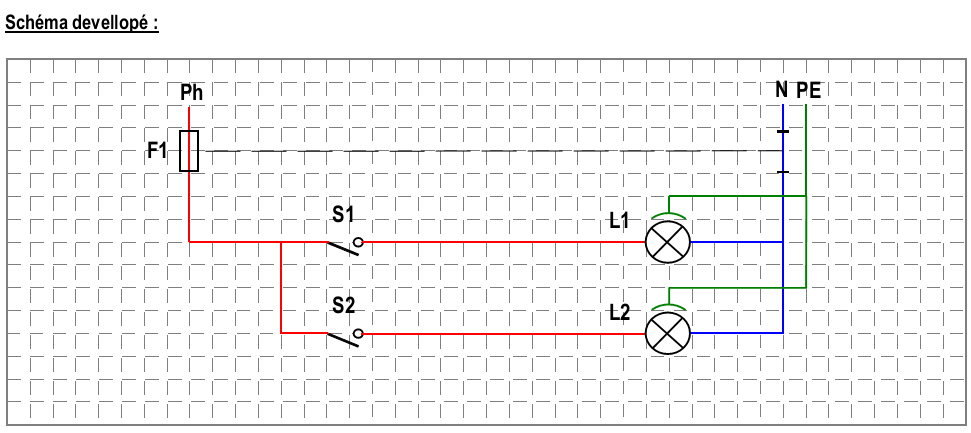 Schéma devellopé :
Ph
N PE
F1
S1
L1
S2
L2